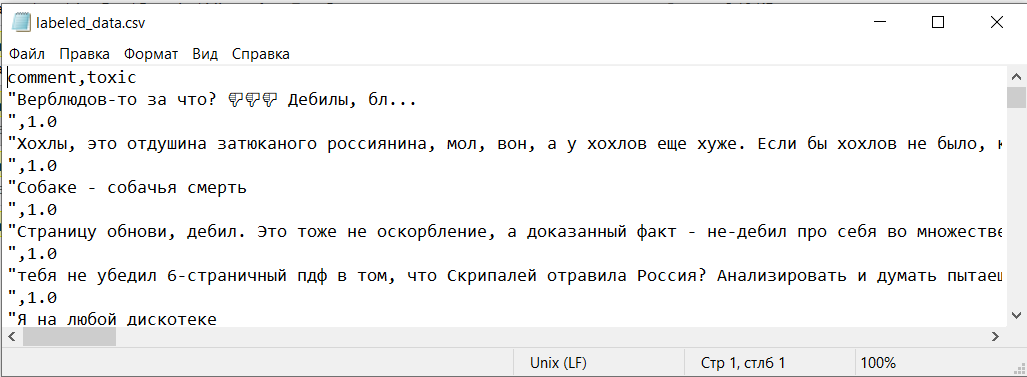 labeled_data.csv
Файл Правка Формат Вид Справка
comment,toxic
"Верблюдов-то за что? 👎👎👎 Дебилы, бл...
",1.0
"Хохлы, это отдушина затюканого россиянина, мол, вон, а у хохлов еще хуже. Если бы хохлов не было,
",1.0
"Собаке - собачья смерть
",1.0
"Страницу обнови, дебил. Это тоже не оскорбление, а доказанный факт - не-дебил про себя во множестве
",1.0
"тебя не убедил 6-страничный пдф в том, что Скрипалей отравила Россия? Анализировать и думать пытаеш
",1.0
"Я на любой дискотеке
Unix (LF) Стр 1, стлб 1 100%